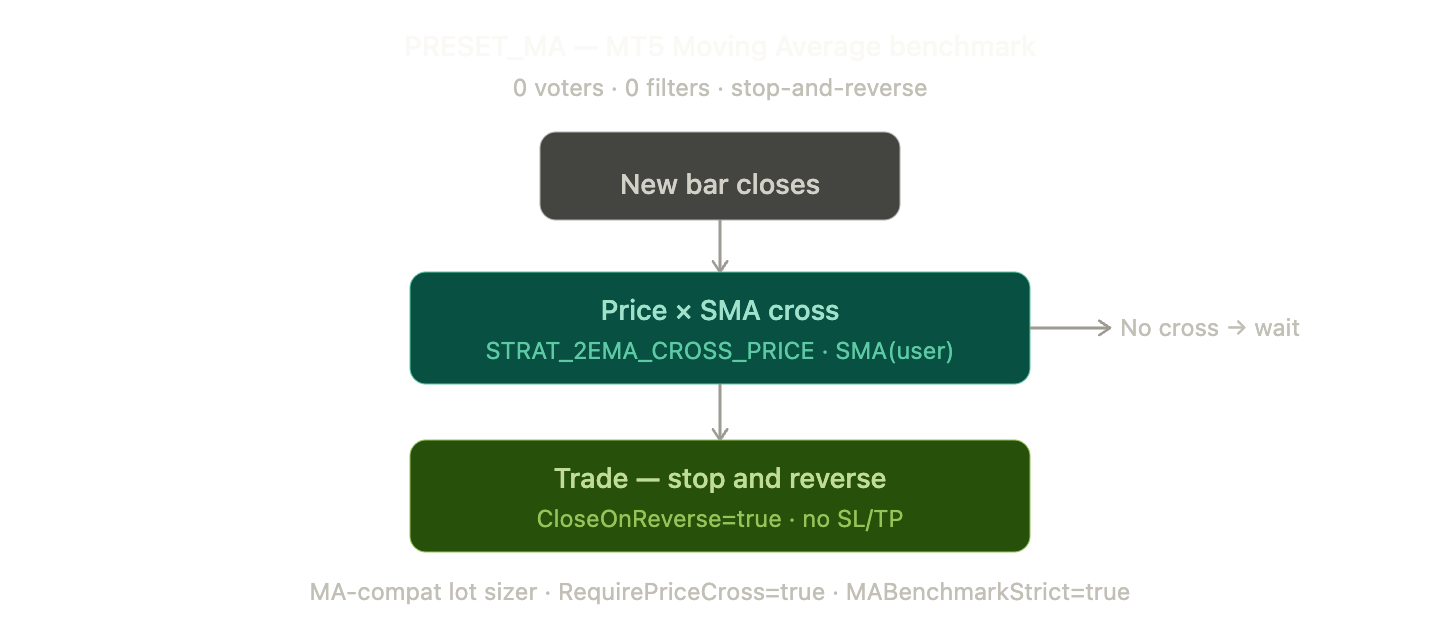 PRESET_MA — MT5 Moving Average benchmark
0 voters · 0 filters · stop-and-reverse
New bar closes
Price × SMA cross
STRAT_2EMA_CROSS_PRICE · SMA(user)
No cross → wait
Trade — stop and reverse
CloseOnReverse=true · no SL/TP
MA-compat lot sizer · RequirePriceCross=true · MABenchmarkStrict=true